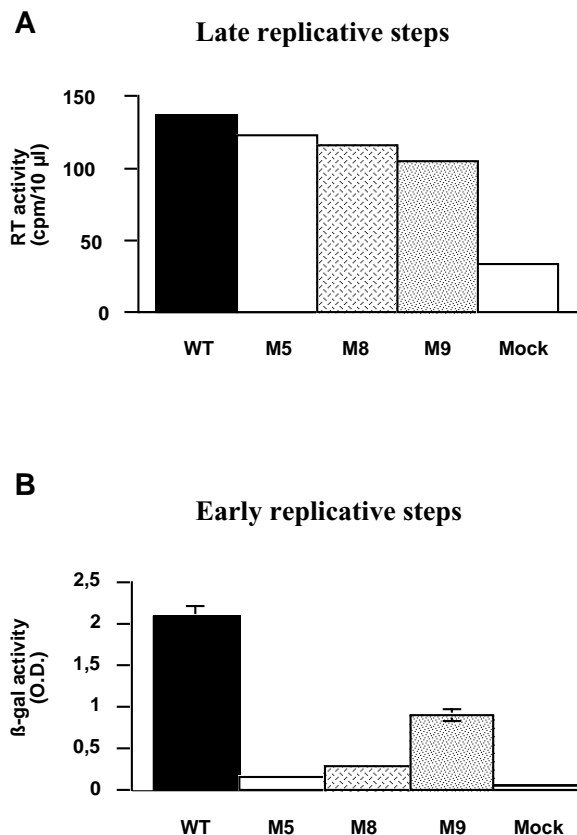 A
Late replicative steps
RT activity
(cpm/10 µl)
150
100
50
0
WT M5 M8 M9 Mock
B
Early replicative steps
ß-gal activity
(O.D.)
2,5
2
1,5
1
0,5
0
WT M5 M8 M9 Mock